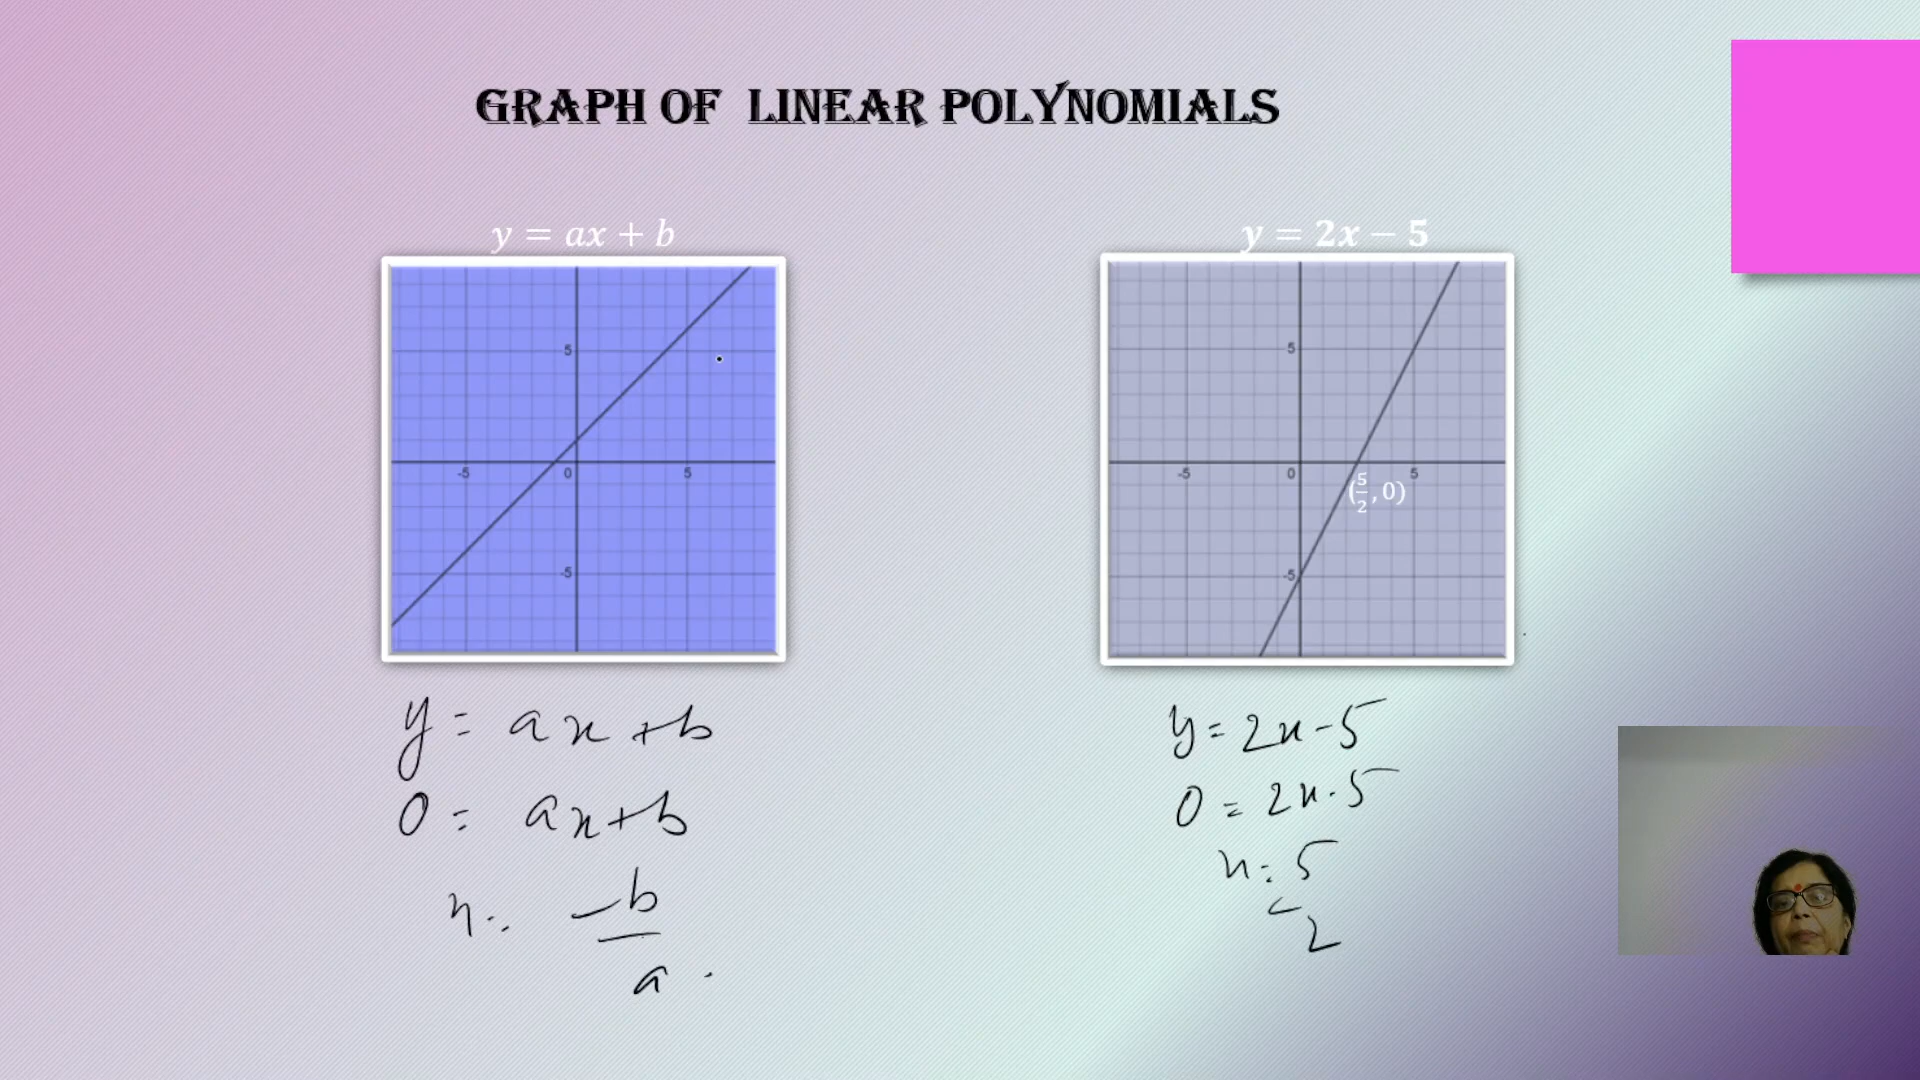 GRAPH OF LINEAR POLYNOMIALS
y = ax + b
5
-5 0 5
-5
y = 2x − 5
5
-5 0 5
(5/2, 0)
-5
y = ax + b
0 = ax + b
x = -b/a
y = 2x - 5
0 = 2x - 5
x = 5/2